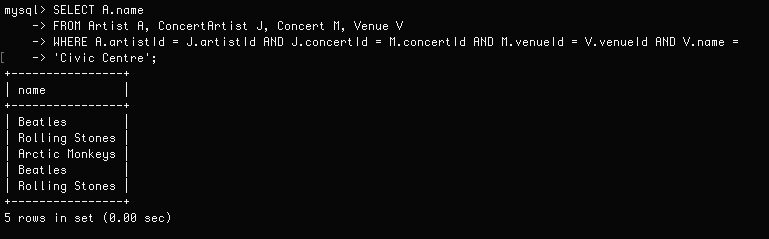 mysql> SELECT A.name
    -> FROM Artist A, ConcertArtist J, Concert M, Venue V
    -> WHERE A.artistId = J.artistId AND J.concertId = M.concertId AND M.venueId = V.venueId AND V.name =
[    -> 'Civic Centre';
+----------------+
| name           |
+----------------+
| Beatles        |
| Rolling Stones |
| Arctic Monkeys |
| Beatles        |
| Rolling Stones |
+----------------+
5 rows in set (0.00 sec)